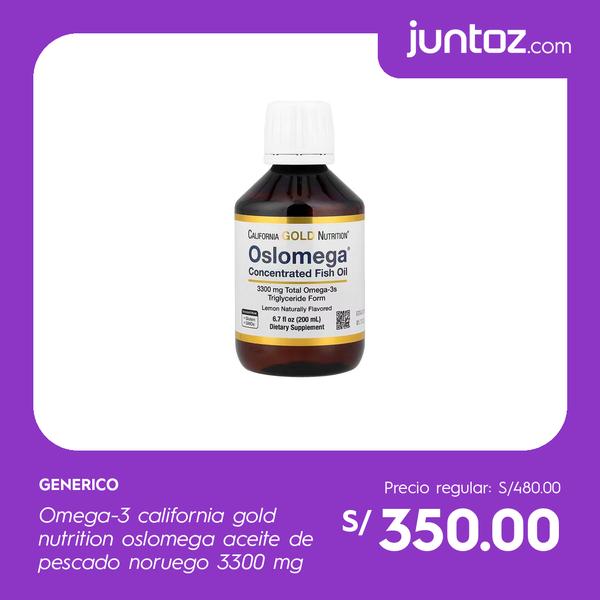 juntoz.com
CALIFORNIA GOLD NUTRITION®
Oslomega®
Concentrated Fish Oil
3300 mg Total Omega-3s
Triglyceride Form
Lemon Naturally Flavored
6.7 fl oz (200 mL)
Dietary Supplement
GENERICO
Omega-3 california gold
nutrition oslomega aceite de
pescado noruego 3300 mg
Precio regular: S/480.00
S/ 350.00